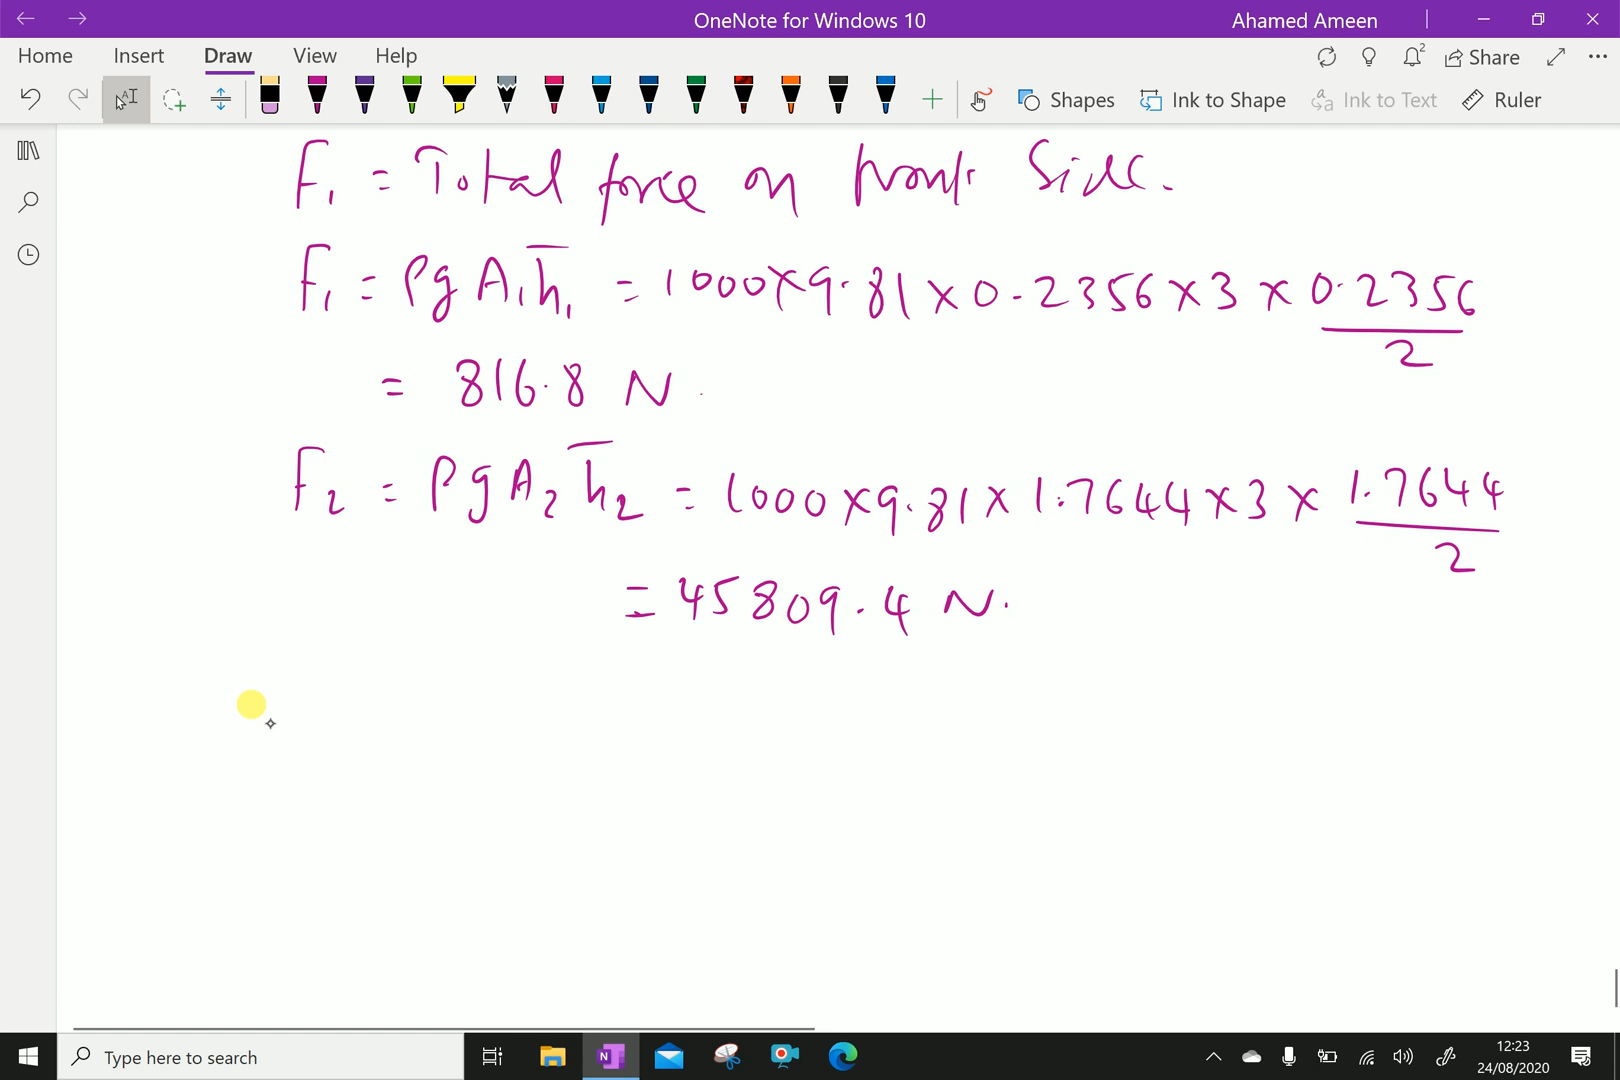 OneNote for Windows 10
Ahamed Ameen
Home Insert Draw View Help
2 Share
AI Shapes Ink to Shape Ink to Text Ruler
F₁ = Total force on front Side.
F₁ = ρgA₁h̄₁ = 1000×9.81×0.2356×3×0.2356/2
= 816.8 N.
F₂ = ρgA₂h̄₂ = 1000×9.81×1.7644×3×1.7644/2
= 45809.4 N.
Type here to search
12:23
24/08/2020